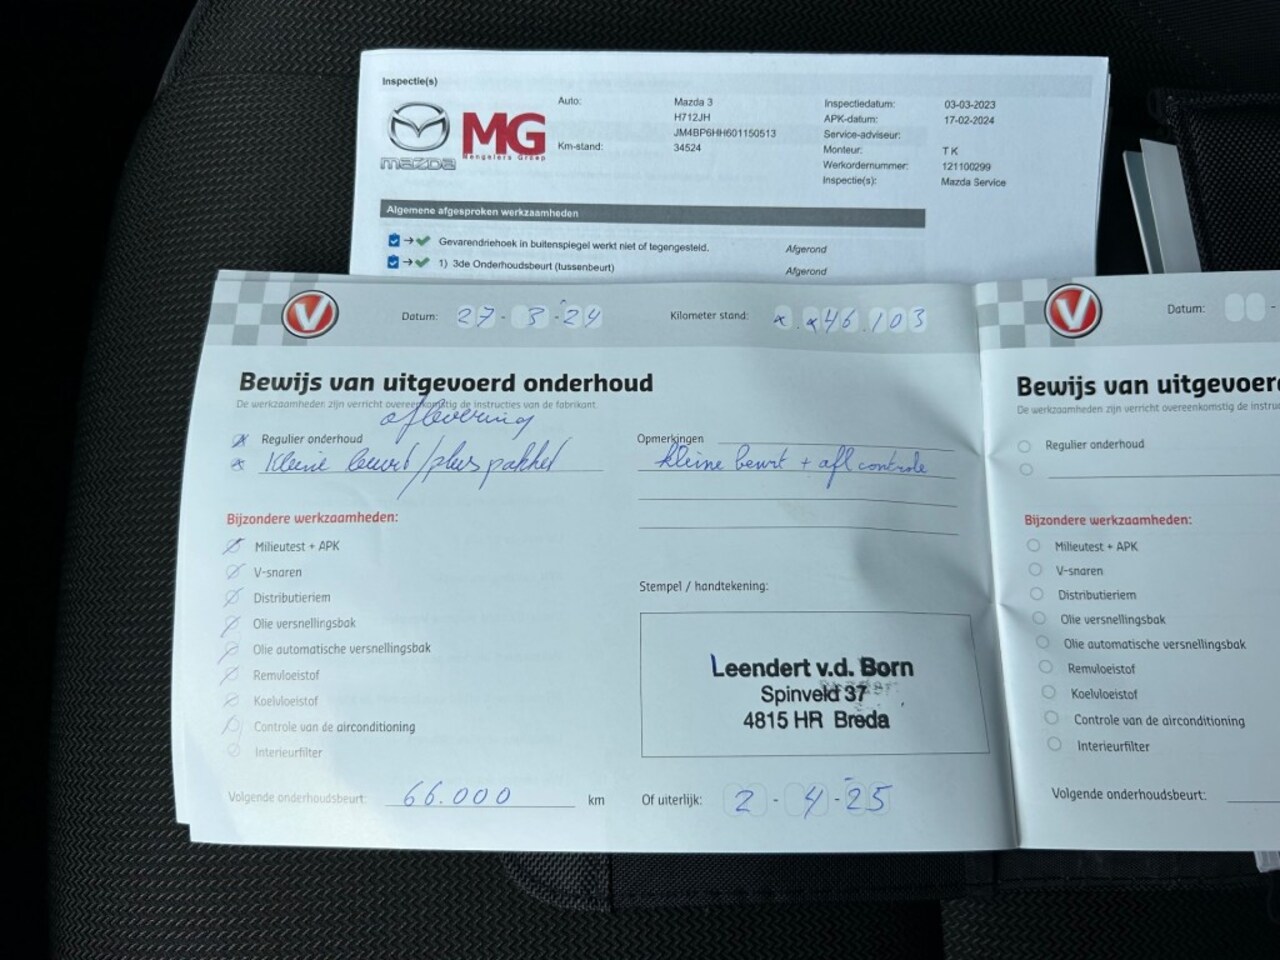 Inspectie(s)
mazda
MG
Mengelers Groep
Auto: Mazda 3
H712JH
JM4BP6HH601150513
Km-stand: 34524
Inspectiedatum: 03-03-2023
APK-datum: 17-02-2024
Service-adviseur:
Monteur: T K
Werkordernummer: 121100299
Inspectie(s): Mazda Service
Algemene afgesproken werkzaamheden
Gevarendriehoek in buitenspiegel werkt niet of tegengesteld. Afgerond
1) 3de Onderhoudsbeurt (tussenbeurt) Afgerond
V
Datum: 27-3-24 Kilometer stand: x.x46.103
Bewijs van uitgevoerd onderhoud
De werkzaamheden zijn verricht overeenkomstig de instructies van de fabrikant.
aflevering
Regulier onderhoud
Kleine beurt/plus pakket
Opmerkingen
kleine beurt + afl controle
Bijzondere werkzaamheden:
Milieutest + APK
V-snaren
Distributieriem
Olie versnellingsbak
Olie automatische versnellingsbak
Remvloeistof
Koelvloeistof
Controle van de airconditioning
Interieurfilter
Stempel / handtekening:
Leendert v.d. Born
Spinveld 37
4815 HR Breda
Volgende onderhoudsbeurt: 66.000 km
Of uiterlijk: 2-4-25
V
Datum:
Bewijs van uitgevoer
De werkzaamheden zijn verricht overeenkomstig de instruc
Regulier onderhoud
Bijzondere werkzaamheden:
Milieutest + APK
V-snaren
Distributieriem
Olie versnellingsbak
Olie automatische versnellingsbak
Remvloeistof
Koelvloeistof
Controle van de airconditioning
Interieurfilter
Volgende onderhoudsbeurt: